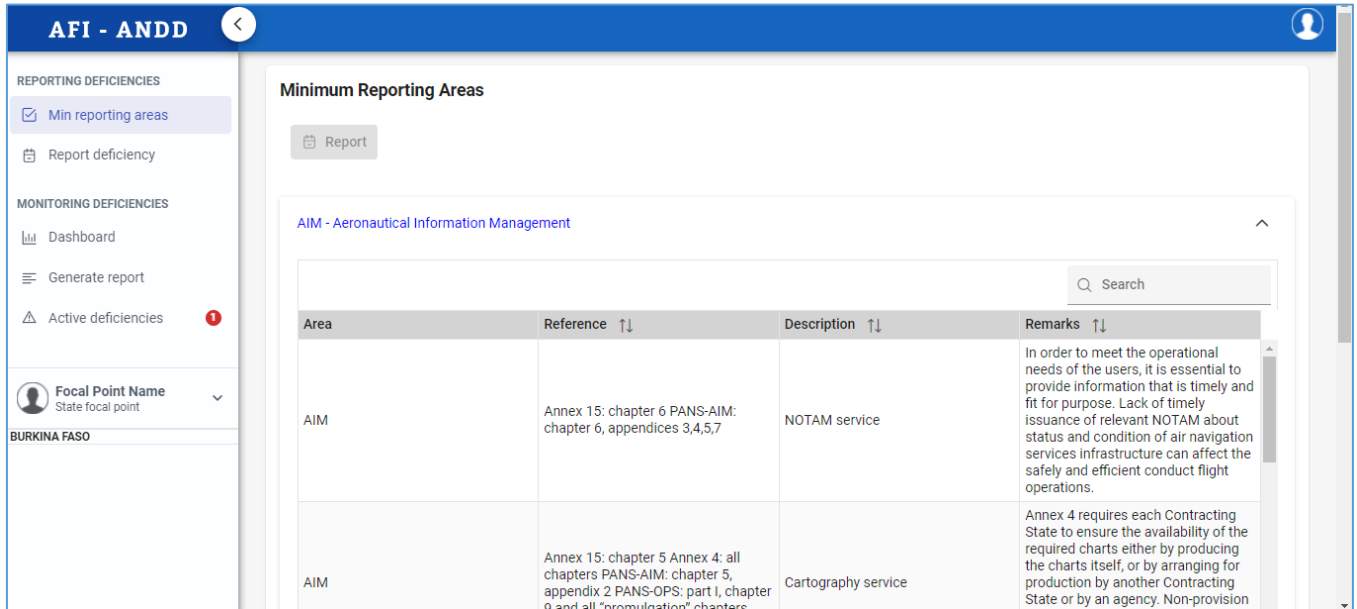 AFI - ANDD
REPORTING DEFICIENCIES
Min reporting areas
Report deficiency
MONITORING DEFICIENCIES
Dashboard
Generate report
Active deficiencies
1
Focal Point Name
State focal point
BURKINA FASO
Minimum Reporting Areas
Report
AIM - Aeronautical Information Management
Search
Area Reference Description Remarks
AIM
Annex 15: chapter 6 PANS-AIM:
chapter 6, appendices 3,4,5,7
NOTAM service
In order to meet the operational
needs of the users, it is essential to
provide information that is timely and
fit for purpose. Lack of timely
issuance of relevant NOTAM about
status and condition of air navigation
services infrastructure can affect the
safely and efficient conduct flight
operations.
AIM
Annex 15: chapter 5 Annex 4: all
chapters PANS-AIM: chapter 5,
appendix 2 PANS-OPS: part I, chapter
9 and all "promulgation" chapters
Cartography service
Annex 4 requires each Contracting
State to ensure the availability of the
required charts either by producing
the charts itself, or by arranging for
production by another Contracting
State or by an agency. Non-provision